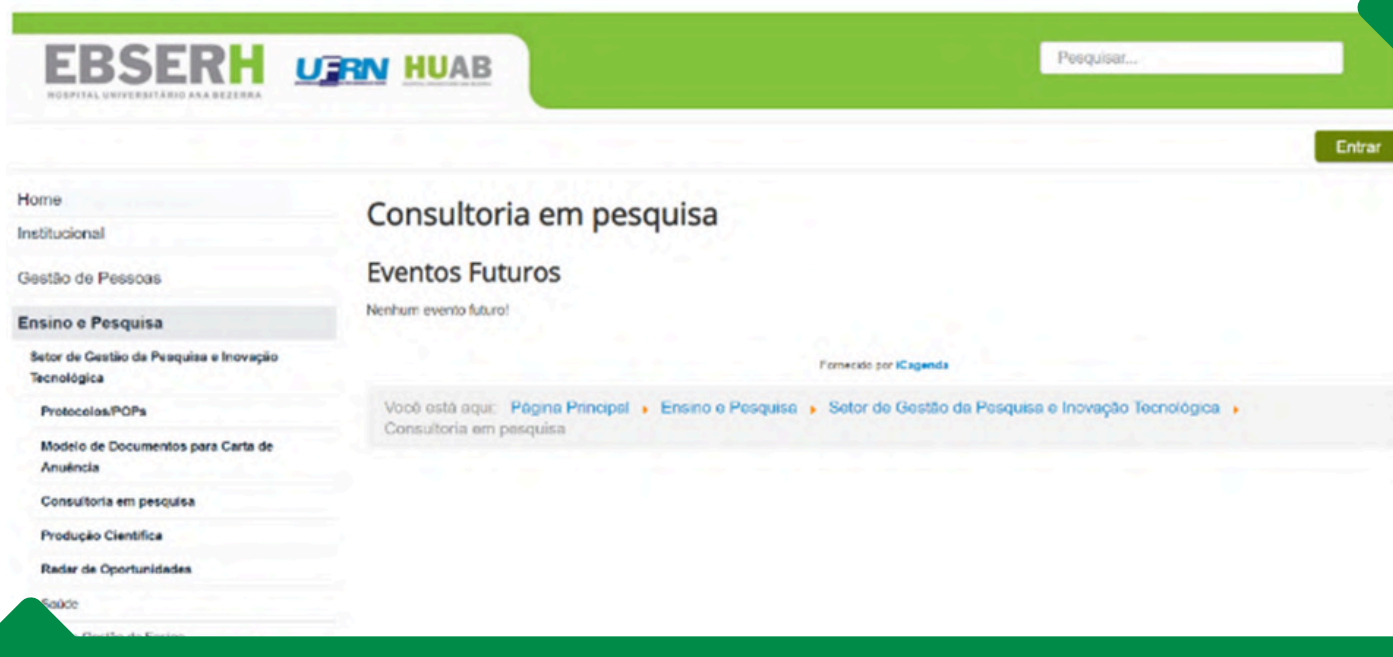 EBSERH
HOSPITAL UNIVERSITÁRIO ANA BEZERRA
UFRN HUAB
Pesquisar...
Entrar
Home
Institucional
Gestão de Pessoas
Ensino e Pesquisa
Setor de Gestão da Pesquisa e Inovação
Tecnológica
Protocolos/POPs
Modelo de Documentos para Carta de
Anuência
Consultoria em pesquisa
Produção Científica
Radar de Oportunidades
Saúde
Gestão de Ensino
Consultoria em pesquisa
Eventos Futuros
Nenhum evento futuro!
Fornecido por iCagenda
Você está aqui: Página Principal Ensino e Pesquisa Setor de Gestão da Pesquisa e Inovação Tecnológica
Consultoria em pesquisa